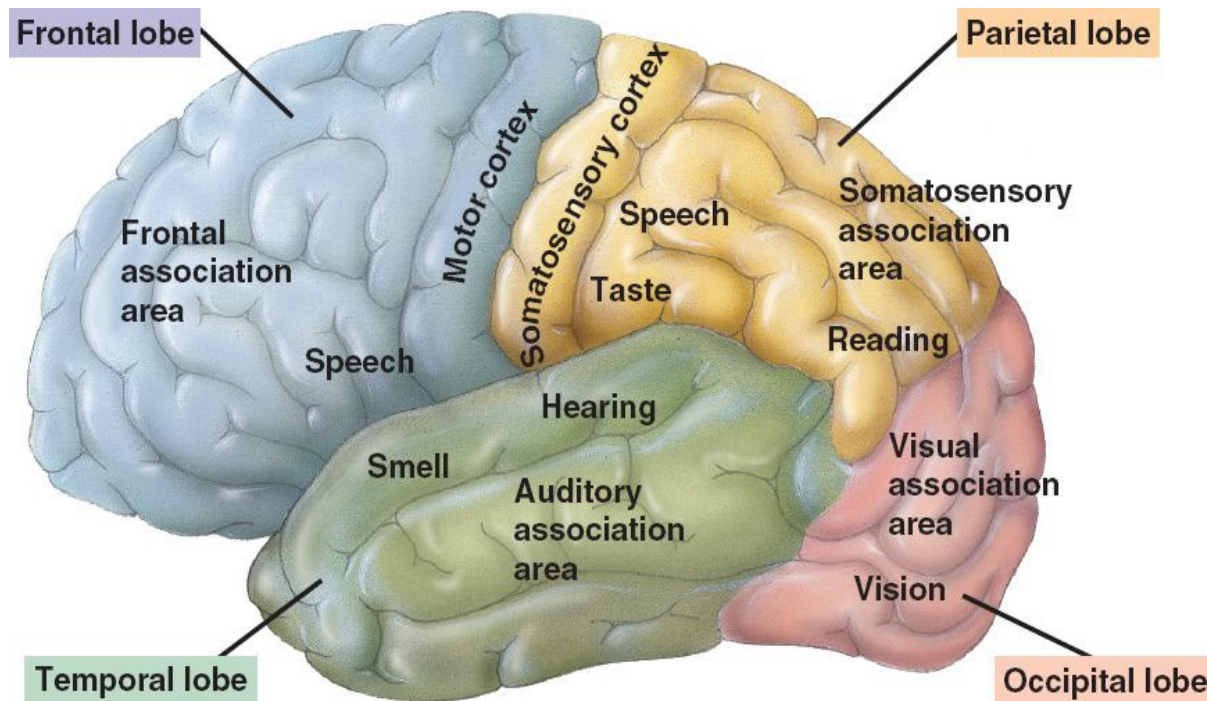 Frontal lobe
Parietal lobe
Motor cortex
Somatosensory cortex
Frontal
association
area
Speech
Speech
Taste
Somatosensory
association
area
Reading
Hearing
Smell
Auditory
association
area
Visual
association
area
Vision
Temporal lobe
Occipital lobe